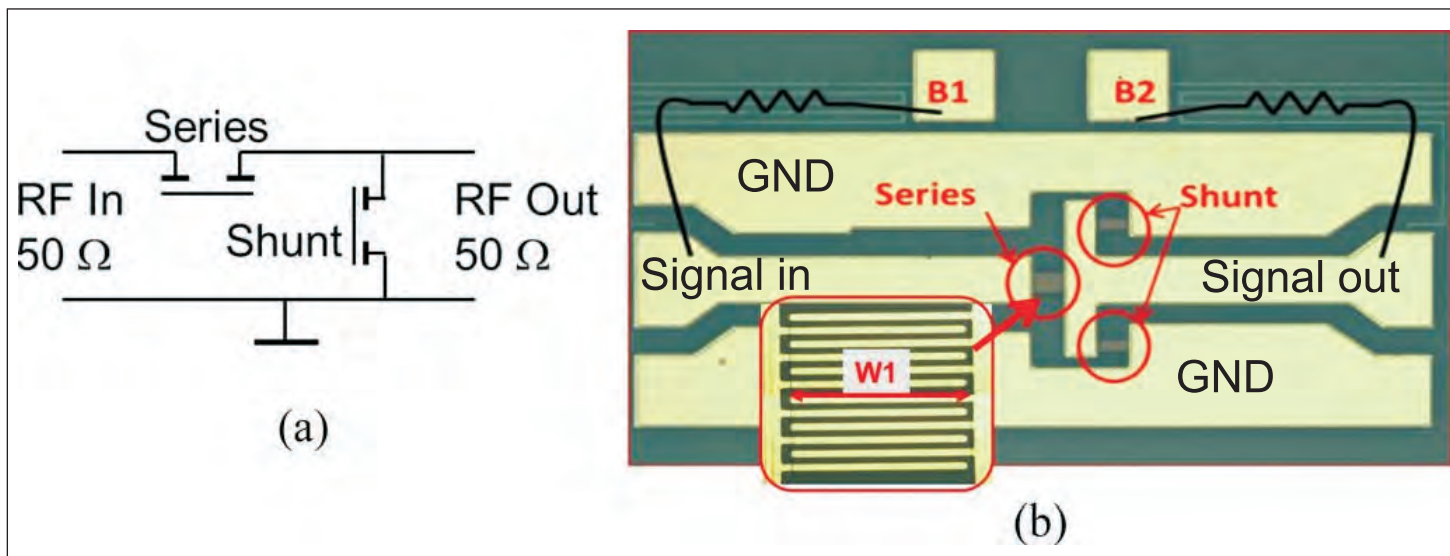 Series
RF In
50 Ω
Shunt
RF Out
50 Ω
(a)
B1
B2
GND
Series
Shunt
Signal in
Signal out
W1
GND
(b)